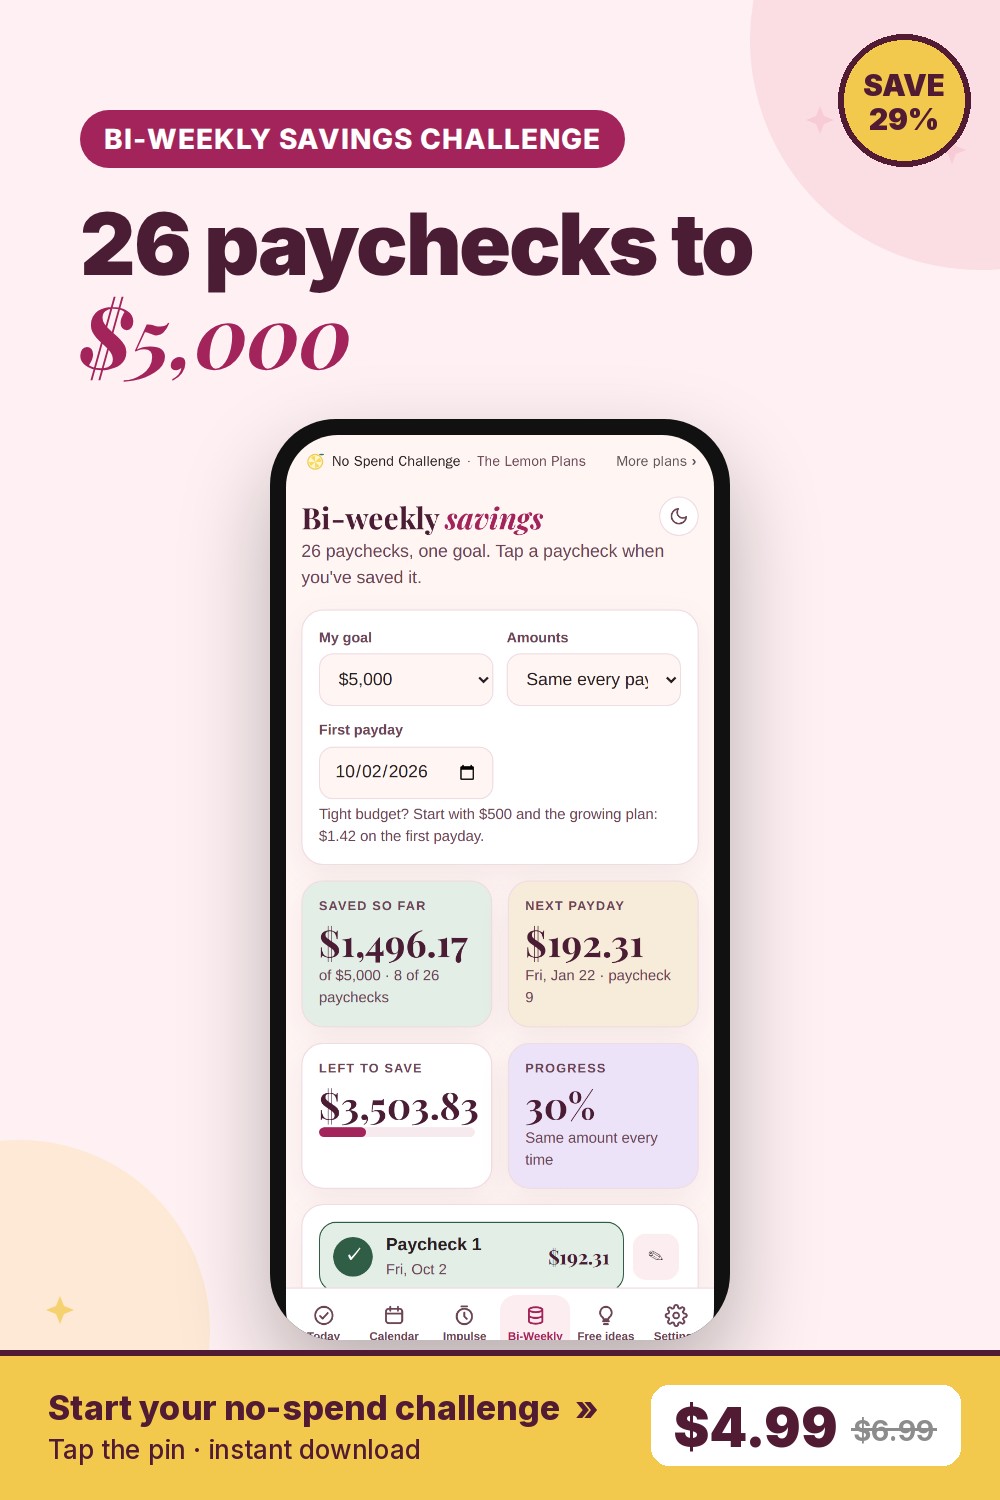 SAVE
29%
BI-WEEKLY SAVINGS CHALLENGE
26 paychecks to
$5,000
No Spend Challenge · The Lemon Plans More plans ›
Bi-weekly savings
26 paychecks, one goal. Tap a paycheck when
you've saved it.
My goal Amounts
$5,000 Same every pay
First payday
10/02/2026
Tight budget? Start with $500 and the growing plan:
$1.42 on the first payday.
SAVED SO FAR
$1,496.17
of $5,000 · 8 of 26
paychecks
NEXT PAYDAY
$192.31
Fri, Jan 22 · paycheck
9
LEFT TO SAVE
$3,503.83
PROGRESS
30%
Same amount every
time
Paycheck 1
Fri, Oct 2
$192.31
Today Calendar Impulse Bi-Weekly Free ideas Settings
Start your no-spend challenge »
Tap the pin · instant download
$4.99 $6.99